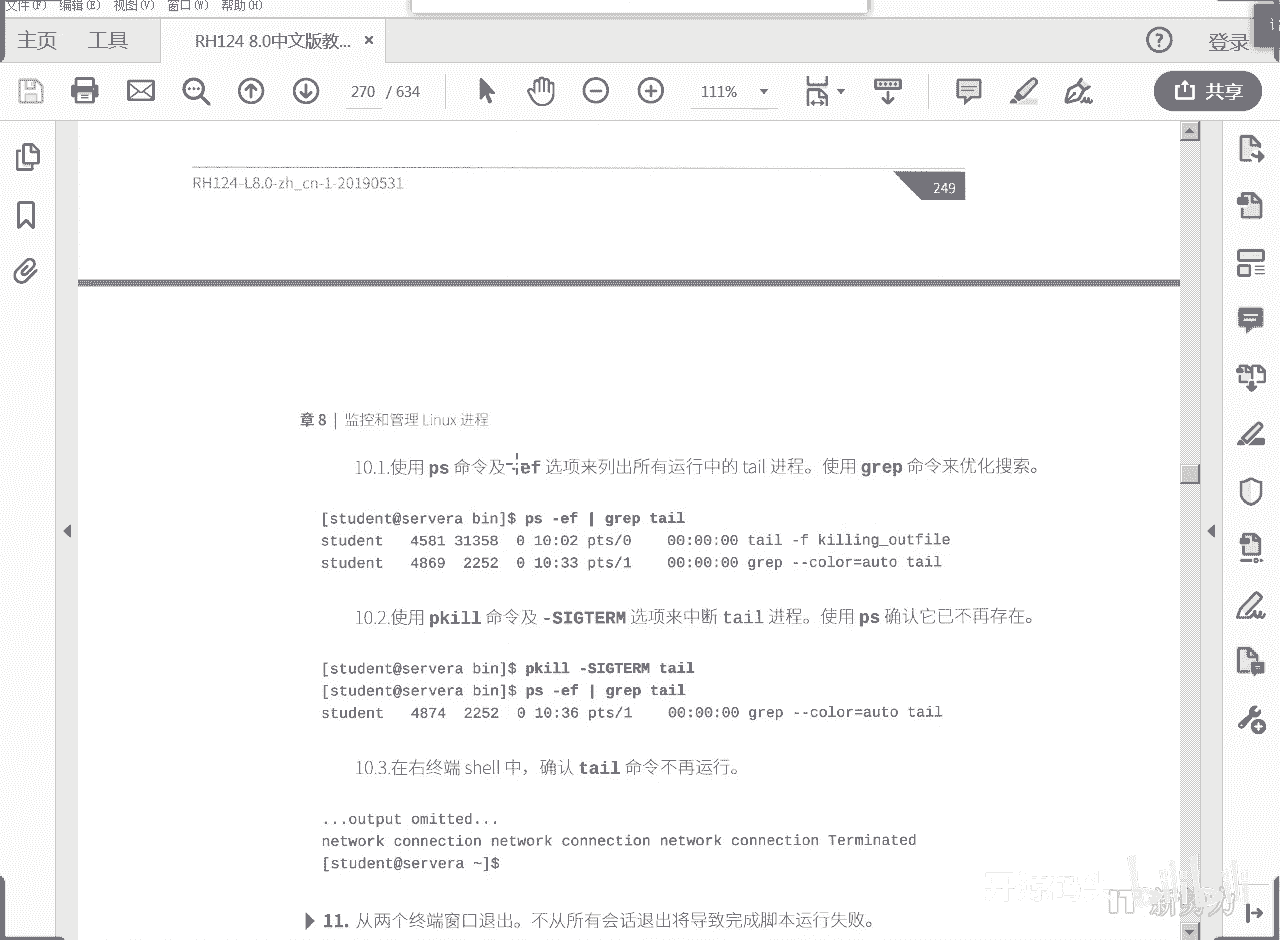 文件(F) 编辑(E) 视图(V) 窗口(W) 帮助(H)
主页 工具 RH124 8.0中文版教... × ? 登录
270 / 634 111% 共享
RH124-L8.0-zh_cn-1-20190531
249
章 8 | 监控和管理 Linux 进程
10.1.使用 ps 命令及 -ef 选项来列出所有运行中的 tail 进程。使用 grep 命令来优化搜索。
[student@servera bin]$ ps -ef | grep tail
student 4581 31358 0 10:02 pts/0 00:00:00 tail -f killing_outfile
student 4869 2252 0 10:33 pts/1 00:00:00 grep --color=auto tail
10.2.使用 pkill 命令及 -SIGTERM 选项来中断 tail 进程。使用 ps 确认它已不再存在。
[student@servera bin]$ pkill -SIGTERM tail
[student@servera bin]$ ps -ef | grep tail
student 4874 2252 0 10:36 pts/1 00:00:00 grep --color=auto tail
10.3.在右终端 shell 中，确认 tail 命令不再运行。
...output omitted...
network connection network connection network connection Terminated
[student@servera ~]$
11. 从两个终端窗口退出。不从所有会话退出将导致完成脚本运行失败。
IT